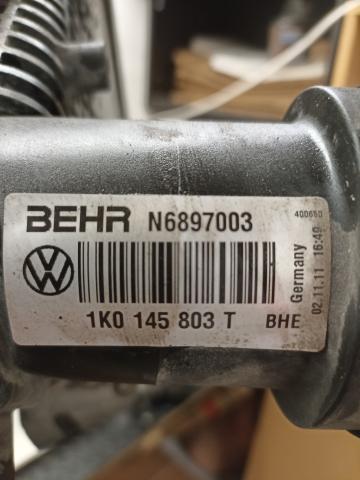 BEHR N6897003
400650
1K0 145 803 T BHE
Germany
02.11.11 16:49